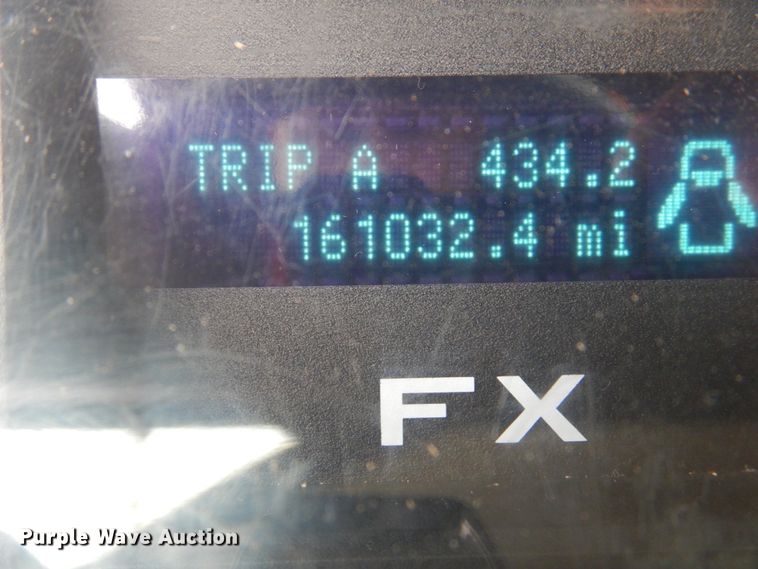 TRIP A 434.2
161032.4 mi
FX
Purple Wave Auction